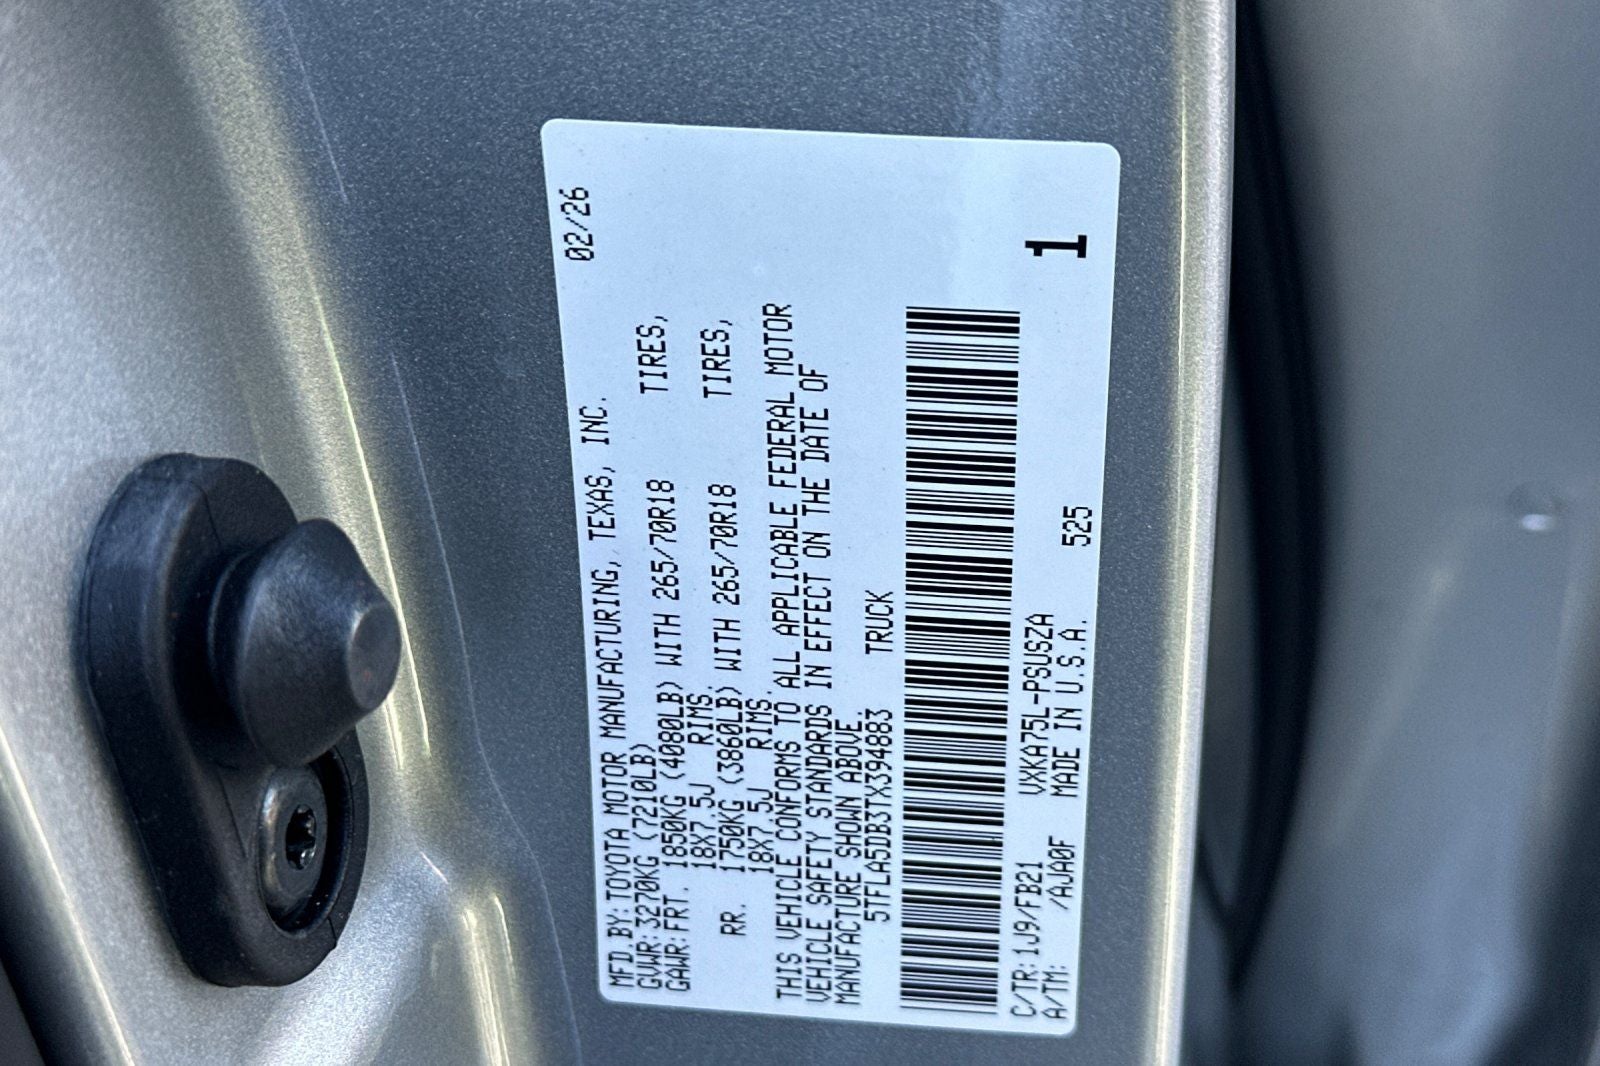 02/26
MFD.BY:TOYOTA MOTOR MANUFACTURING, TEXAS, INC.
GVWR:3270KG (7210LB)
GAWR:FRT. 1850KG (4080LB) WITH 265/70R18 TIRES,
18X7.5J RIMS.
RR. 1750KG (3860LB) WITH 265/70R18 TIRES,
18X7.5J RIMS.
THIS VEHICLE CONFORMS TO ALL APPLICABLE FEDERAL MOTOR
VEHICLE SAFETY STANDARDS IN EFFECT ON THE DATE OF
MANUFACTURE SHOWN ABOVE.
5TFLA5DB3TX394883 TRUCK
1
C/TR:1J9/FB21 VXKA75L-PSUSZA
A/TM: /AJA0F MADE IN U.S.A. 525